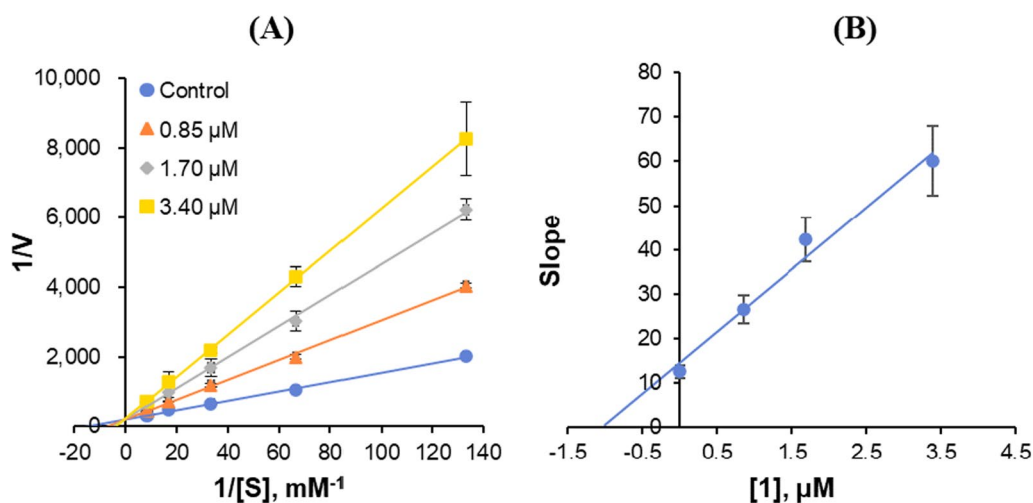 (A)
(B)
10,000
8,000
6,000
4,000
2,000
0
Control
0.85 µM
1.70 µM
3.40 µM
1/V
-20 0 20 40 60 80 100 120 140
1/[S], mM-1
80
70
60
50
40
30
20
10
0
Slope
-1.5 -0.5 0.5 1.5 2.5 3.5 4.5
[1], µM